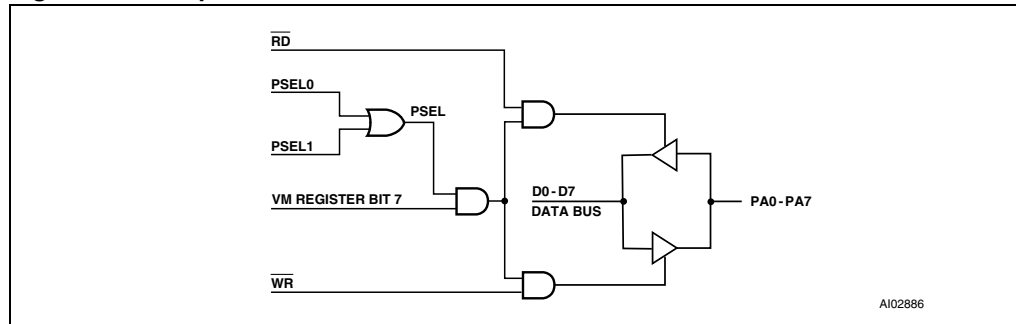 RD
PSEL0
PSEL
PSEL1
VM REGISTER BIT 7
D0-D7
DATA BUS
PA0-PA7
WR
AI02886